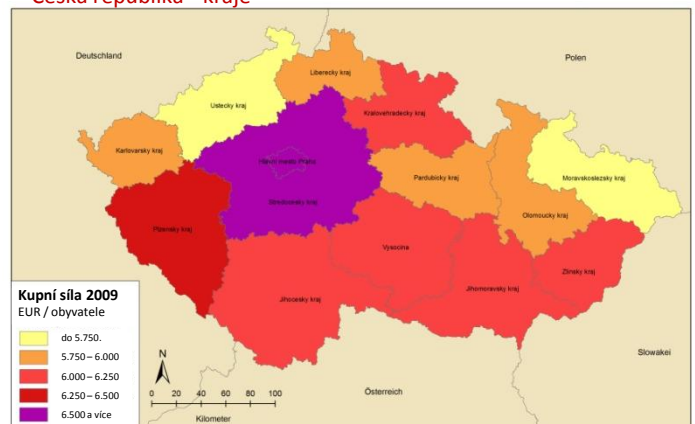 Česká republika - kraje
Deutschland
Polen
Liberecky kraj
Ustecky kraj
Kralovehradecky kraj
Karlovarsky kraj
Hlavni mesto Praha
Pardubicky kraj
Moravskoslezsky kraj
Stredocesky kraj
Olomoucky kraj
Plzensky kraj
Vysocina
Zlinsky kraj
Jihocesky kraj
Jihomoravsky kraj
Kupní síla 2009
EUR / obyvatele
do 5.750.
5.750 – 6.000
6.000 – 6.250
6.250 – 6.500
6.500 a více
N
0 20 40 60 80 100
Kilometer
Österreich
Slowakei